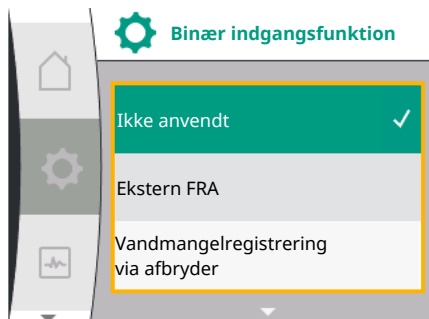 Binær indgangsfunktion
Ikke anvendt
Ekstern FRA
Vandmangelregistrering
via afbryder